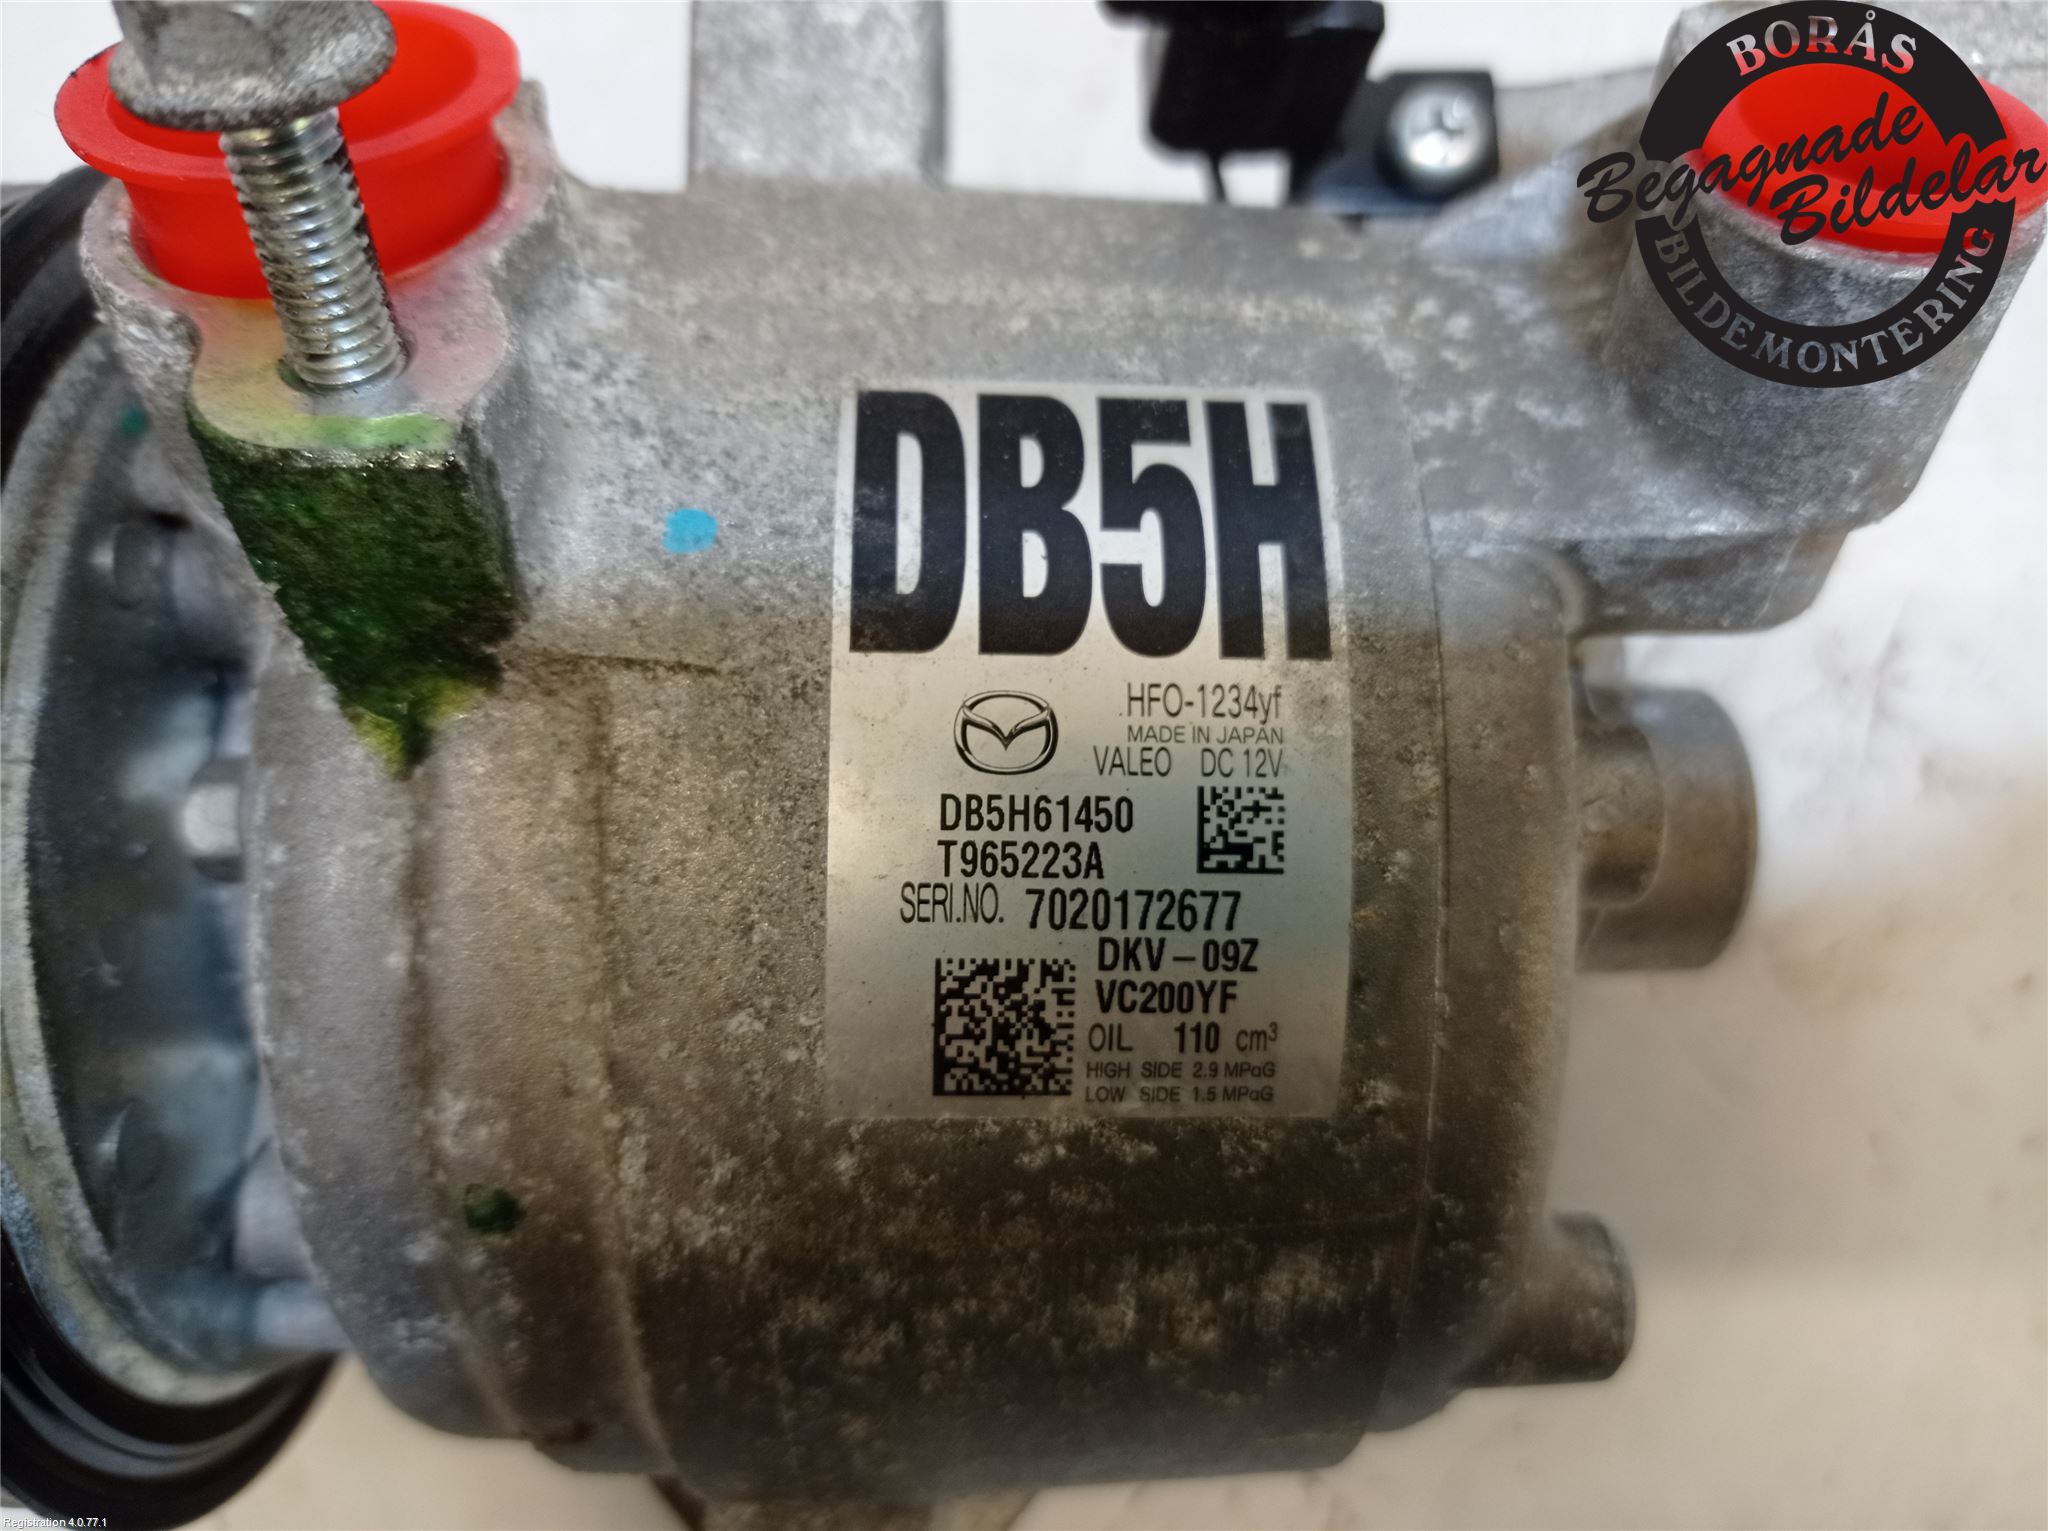 BORÅS
Begagnade
Bildelar
BILDEMONTERING
DB5H
HFO-1234yf
MADE IN JAPAN
VALEO DC 12V
DB5H61450
T965223A
SERI.NO. 7020172677
DKV-09Z
VC200YF
OIL 110 cm³
HIGH SIDE 2.9 MPaG
LOW SIDE 1.5 MPaG
Registration 4.0.77.1